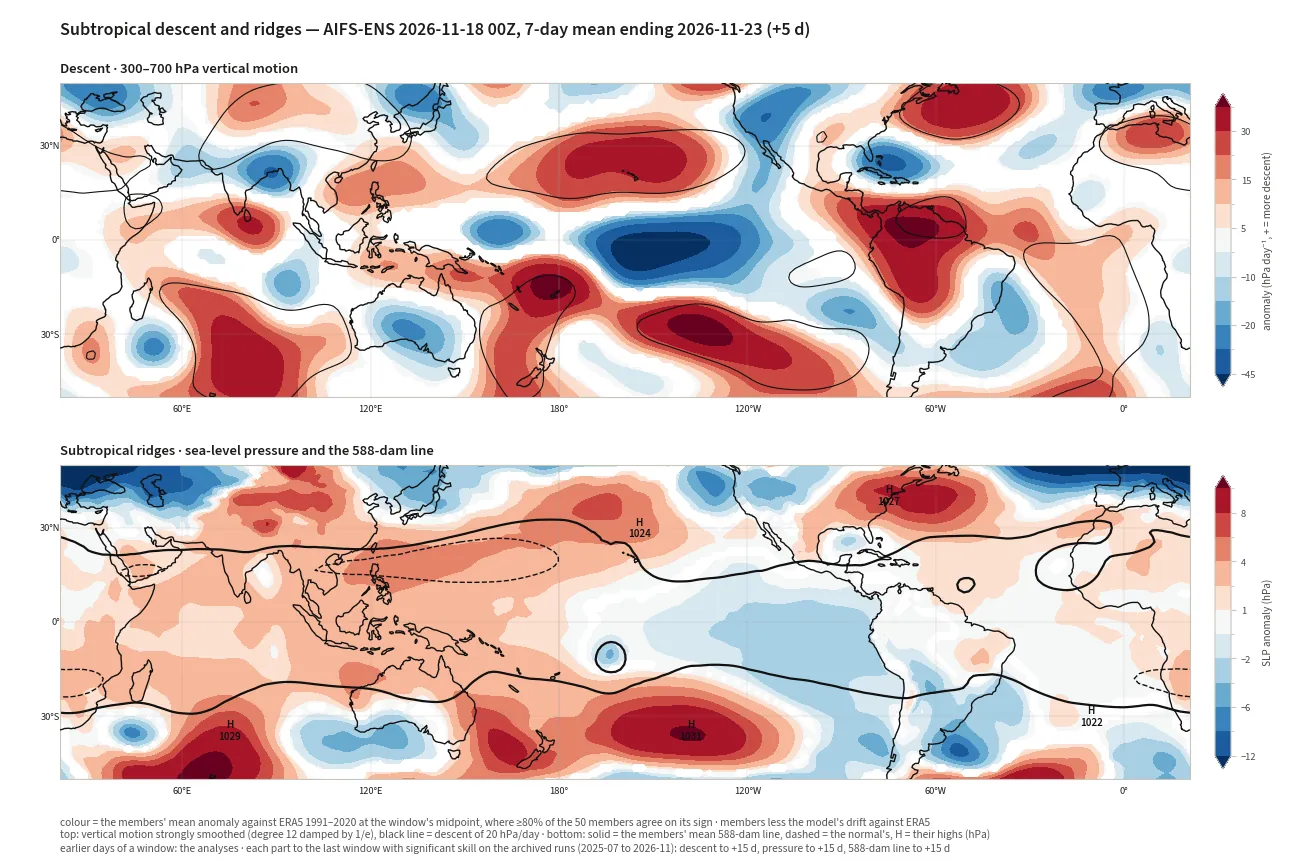 Subtropical descent and ridges — AIFS-ENS 2026-11-18 00Z, 7-day mean ending 2026-11-23 (+5 d)
Descent · 300–700 hPa vertical motion
30°N
0°
30°S
60°E
120°E
180°
120°W
60°W
0°
30
15
5
−10
−20
−45
anomaly (hPa day⁻¹, + = more descent)
Subtropical ridges · sea-level pressure and the 588-dam line
H
1027
H
1024
H
1029
H
1031
H
1022
30°N
0°
30°S
60°E
120°E
180°
120°W
60°W
0°
8
4
1
−2
−6
−12
SLP anomaly (hPa)
colour = the members' mean anomaly against ERA5 1991–2020 at the window's midpoint, where ≥80% of the 50 members agree on its sign · members less the model's drift against ERA5
top: vertical motion strongly smoothed (degree 12 damped by 1/e), black line = descent of 20 hPa/day · bottom: solid = the members' mean 588-dam line, dashed = the normal's, H = their highs (hPa)
earlier days of a window: the analyses · each part to the last window with significant skill on the archived runs (2025-07 to 2026-11): descent to +15 d, pressure to +15 d, 588-dam line to +15 d